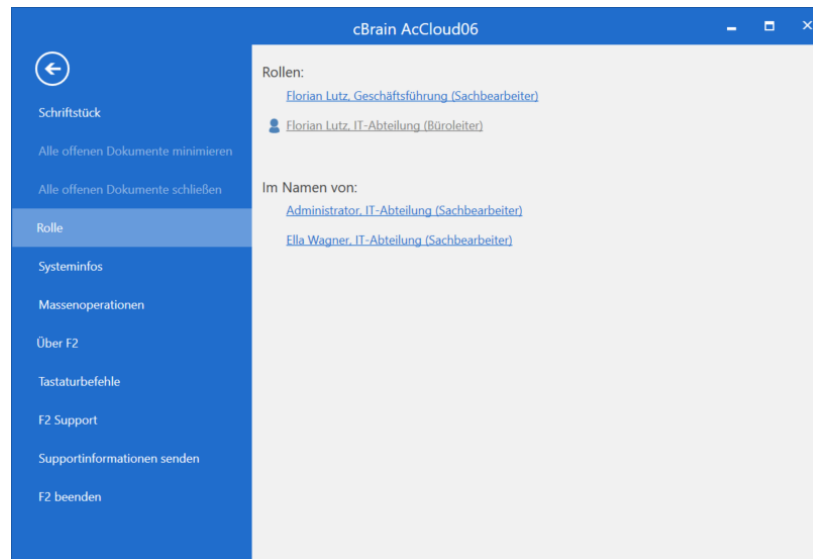 cBrain AcCloud06
Schriftstück
Alle offenen Dokumente minimieren
Alle offenen Dokumente schließen
Rolle
Systeminfos
Massenoperationen
Über F2
Tastaturbefehle
F2 Support
Supportinformationen senden
F2 beenden
Rollen:
Florian Lutz, Geschäftsführung (Sachbearbeiter)
Florian Lutz, IT-Abteilung (Büroleiter)
Im Namen von:
Administrator, IT-Abteilung (Sachbearbeiter)
Ella Wagner, IT-Abteilung (Sachbearbeiter)